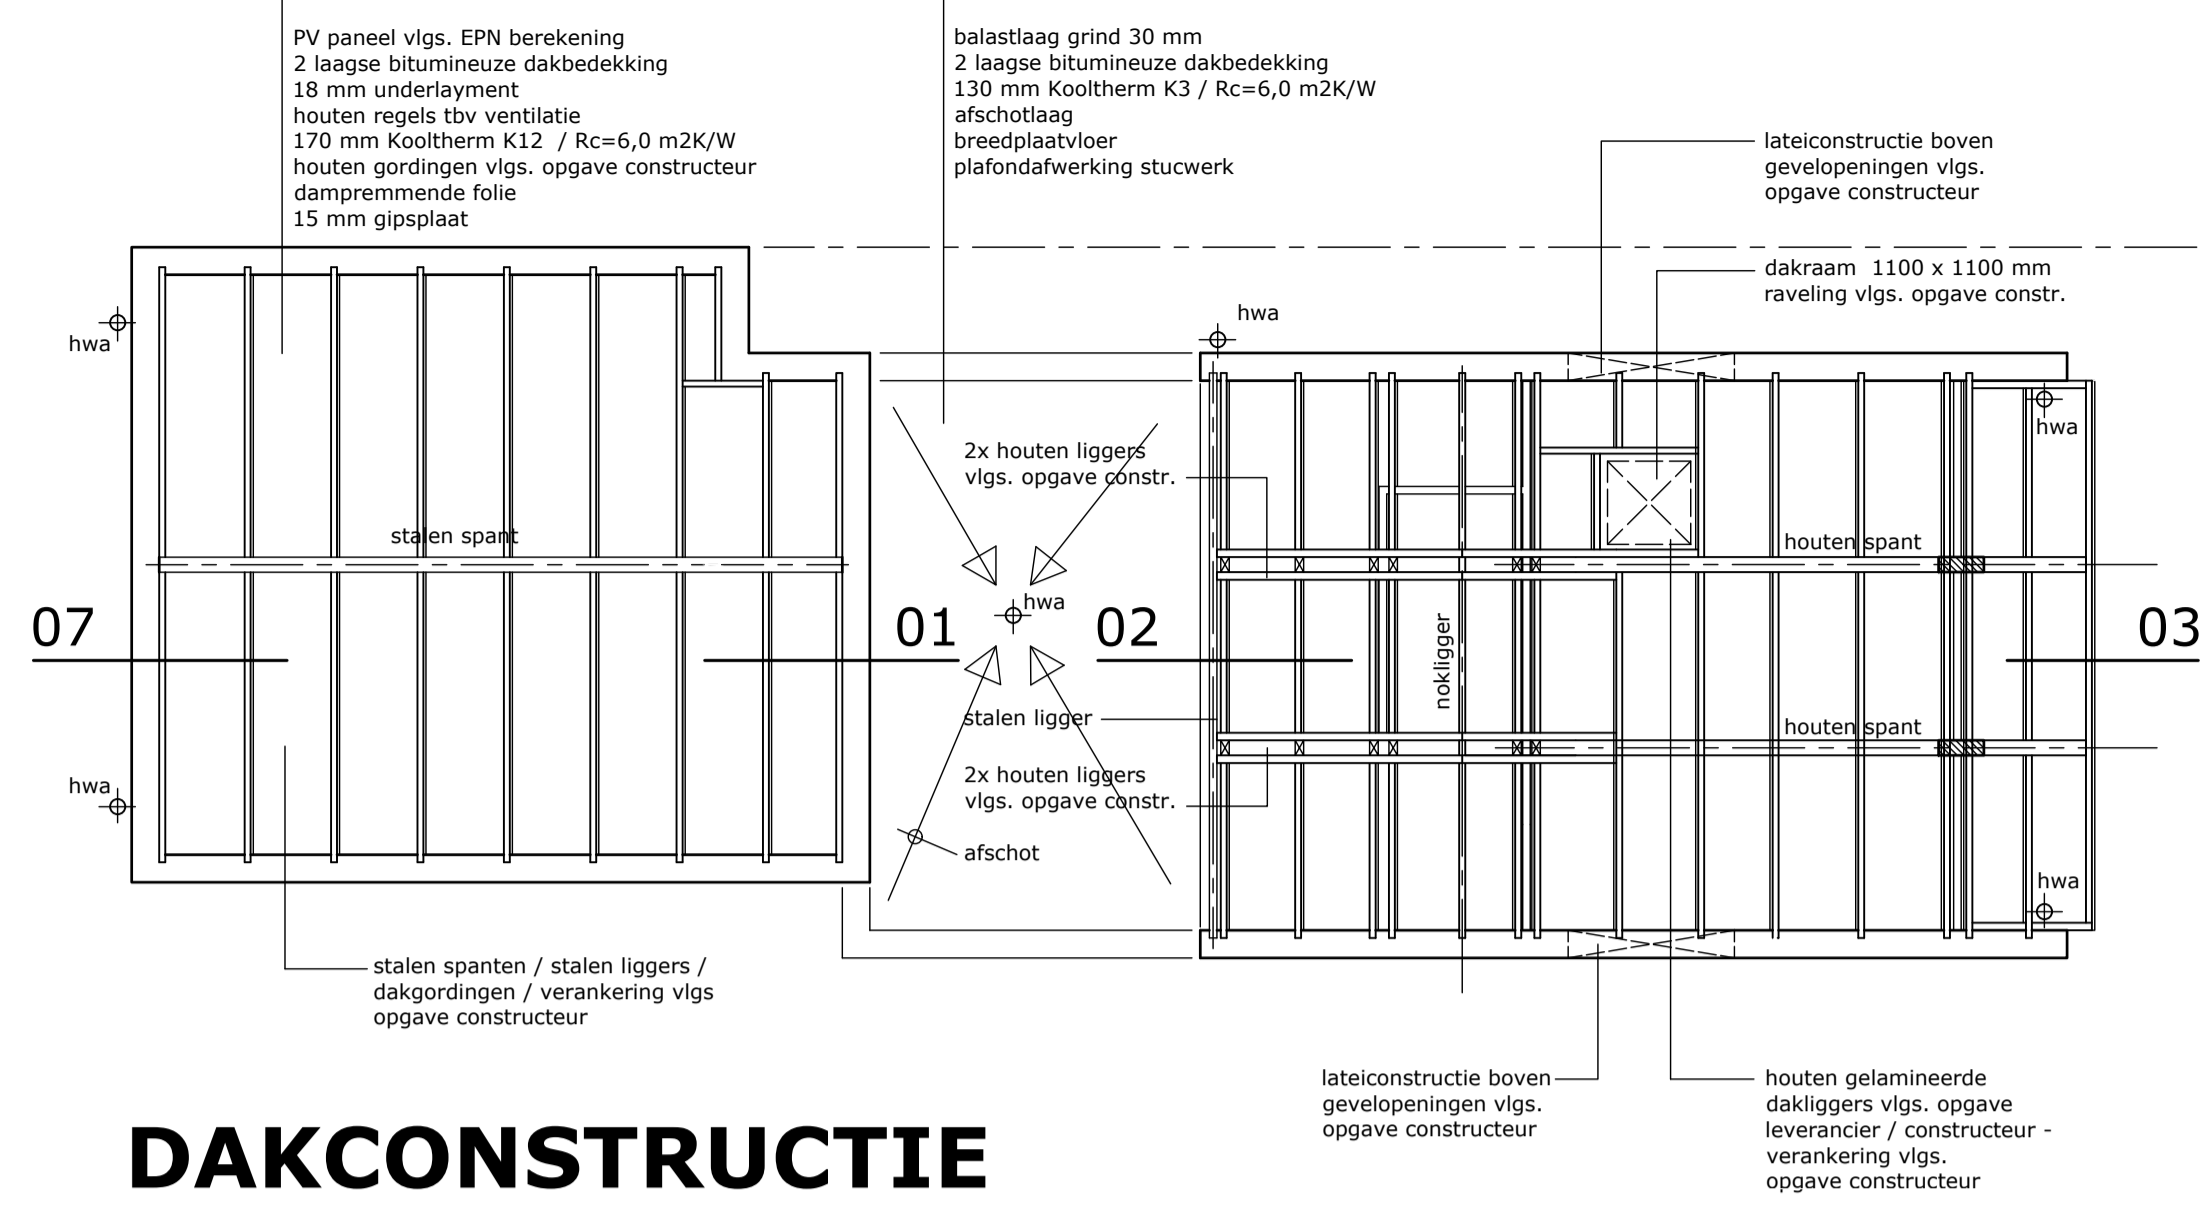 PV paneel vlgs. EPN berekening
2 laagse bitumineuze dakbedekking
18 mm underlayment
houten regels tbv ventilatie
170 mm Kooltherm K12 / Rc=6,0 m2K/W
houten gordingen vlgs. opgave constructeur
dampremmende folie
15 mm gipsplaat
balastlaag grind 30 mm
2 laagse bitumineuze dakbedekking
130 mm Kooltherm K3 / Rc=6,0 m2K/W
afschotlaag
breedplaatvloer
plafondafwerking stucwerk
lateiconstructie boven
gevelopeningen vlgs.
opgave constructeur
dakraam 1100 x 1100 mm
raveling vlgs. opgave constr.
hwa
hwa
hwa
2x houten liggers
vlgs. opgave constr.
stalen spant
houten spant
hwa
07
01
02
03
nokligger
stalen ligger
houten spant
2x houten liggers
vlgs. opgave constr.
hwa
afschot
hwa
stalen spanten / stalen liggers /
dakgordingen / verankering vlgs
opgave constructeur
lateiconstructie boven
gevelopeningen vlgs.
opgave constructeur
houten gelamineerde
dakliggers vlgs. opgave
leverancier / constructeur -
verankering vlgs.
opgave constructeur
DAKCONSTRUCTIE